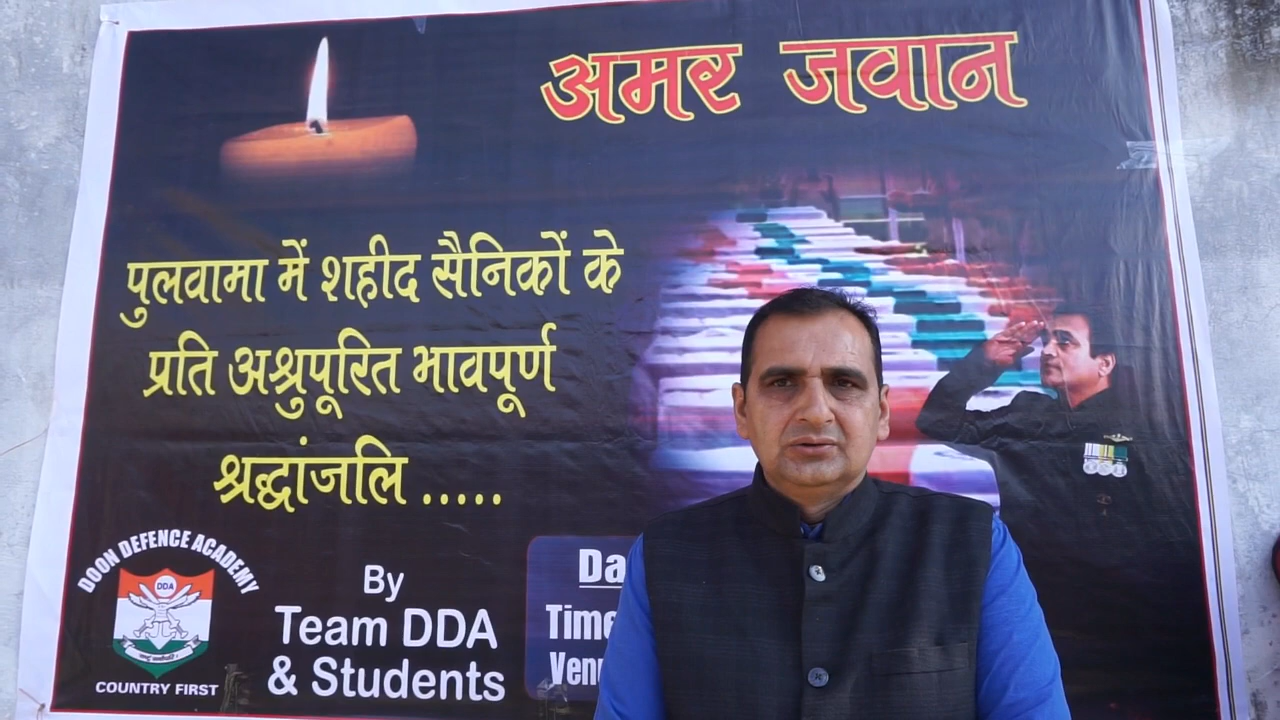 अमर जवान
पुलवामा में शहीद सैनिकों के
प्रति अश्रुपूरित भावपूर्ण
श्रद्धांजलि .....
DOON DEFENCE ACADEMY
DDA
COUNTRY FIRST
By
Team DDA
& Students
Da
Time
Venu